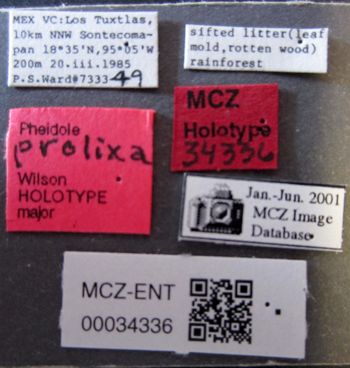 MEX VC:Los Tuxtlas,
10km NNW Sontecoma-
pan 18°35'N,95°05'W
200m 20.iii.1985
P.S.Ward#7333-49
sifted litter(leaf
mold,rotten wood)
rainforest
Pheidole
prolixa
Wilson
HOLOTYPE
major
MCZ
Holotype
34336
Jan.-Jun. 2001
MCZ Image
Database
MCZ-ENT
00034336